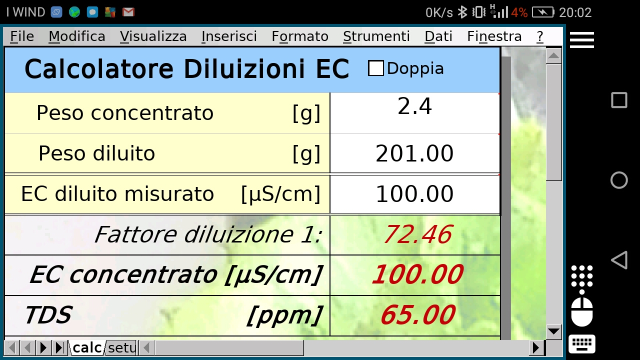 I WIND 0K/s H 4% 20:02
File Modifica Visualizza Inserisci Formato Strumenti Dati Finestra ?
Calcolatore Diluizioni EC Doppia
Peso concentrato [g] 2.4
Peso diluito [g] 201.00
EC diluito misurato [µS/cm] 100.00
Fattore diluizione 1: 72.46
EC concentrato [µS/cm] 100.00
TDS [ppm] 65.00
calc setu